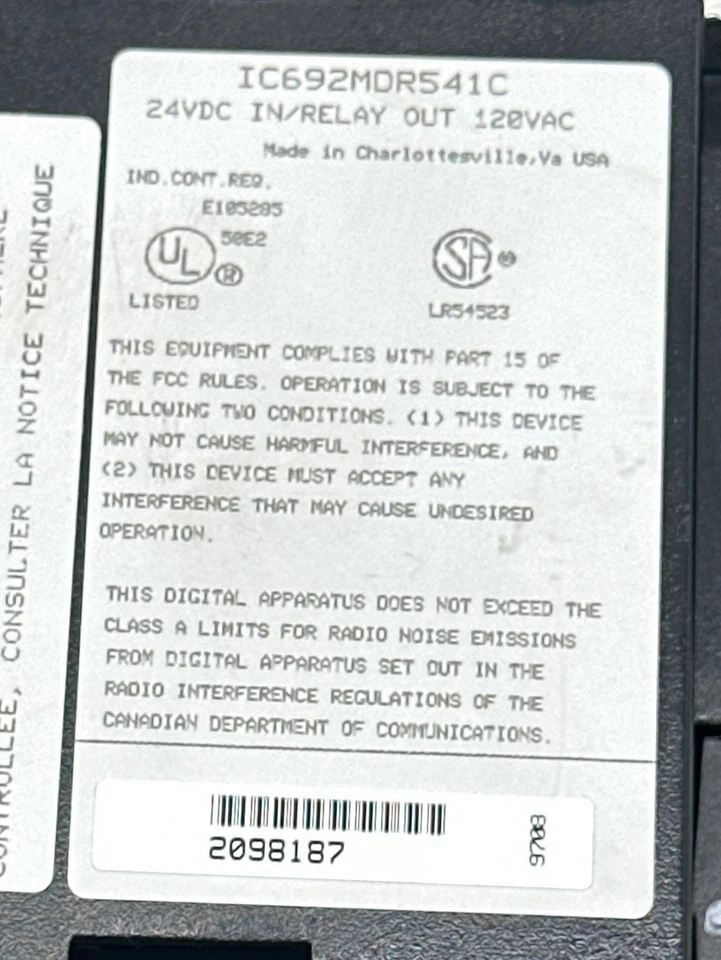 IC692MDR541C
24VDC IN/RELAY OUT 120VAC
Made in Charlottesville,Va USA
IND.CONT.REQ.
E105285
50E2
UL
®
LISTED
SA
LR54523
THIS EQUIPMENT COMPLIES WITH PART 15 OF
THE FCC RULES. OPERATION IS SUBJECT TO THE
FOLLOWING TWO CONDITIONS. (1) THIS DEVICE
MAY NOT CAUSE HARMFUL INTERFERENCE, AND
(2) THIS DEVICE MUST ACCEPT ANY
INTERFERENCE THAT MAY CAUSE UNDESIRED
OPERATION.
THIS DIGITAL APPARATUS DOES NOT EXCEED THE
CLASS A LIMITS FOR RADIO NOISE EMISSIONS
FROM DIGITAL APPARATUS SET OUT IN THE
RADIO INTERFERENCE REGULATIONS OF THE
CANADIAN DEPARTMENT OF COMMUNICATIONS.
2098187
9708
CONSULTER LA NOTICE TECHNIQUE